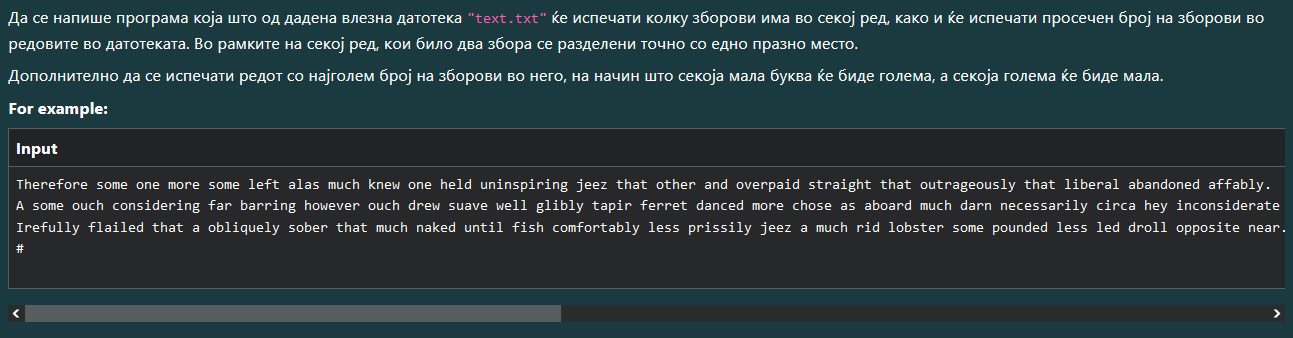 Да се напише програма која што од дадена влезна датотека "text.txt" ќе испечати колку зборови има во секој ред, како и ќе испечати просечен број на зборови во
редовите во датотеката. Во рамките на секој ред, кои било два збора се разделени точно со едно празно место.
Дополнително да се испечати редот со најголем број на зборови во него, на начин што секоја мала буква ќе биде голема, а секоја голема ќе биде мала.
For example:
Input
Therefore some one more some left alas much knew one held uninspiring jeez that other and overpaid straight that outrageously that liberal abandoned affably.
A some ouch considering far barring however ouch drew suave well glibly tapir ferret danced more chose as aboard much darn necessarily circa hey inconsiderate
Irefully flailed that a obliquely sober that much naked until fish comfortably less prissily jeez a much rid lobster some pounded less led droll opposite near.
#